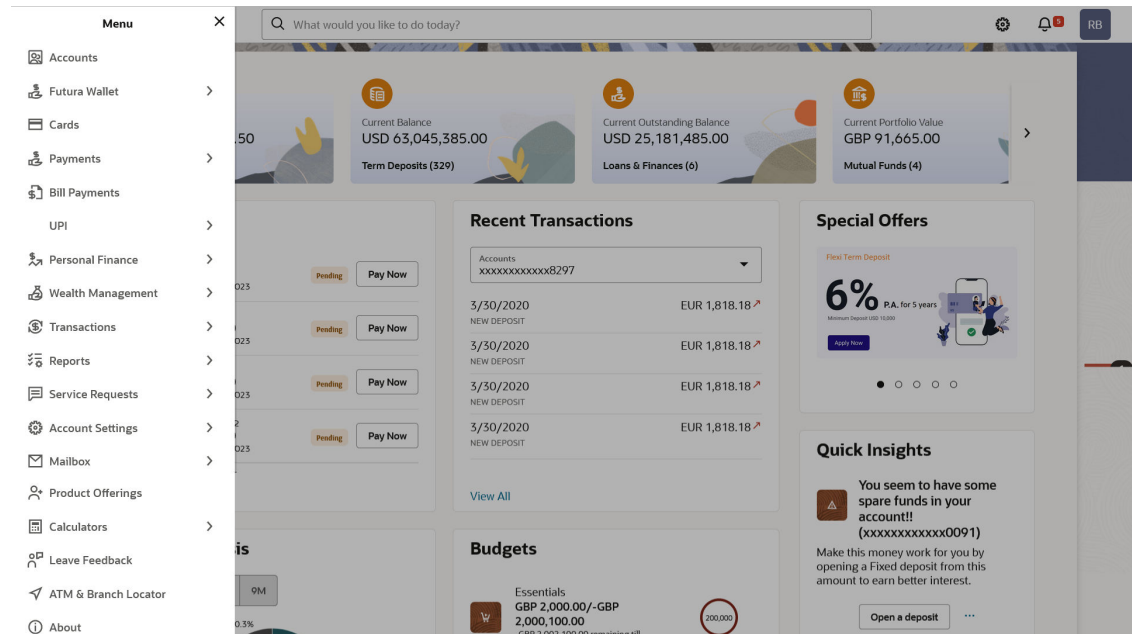 Menu
Accounts
Futura Wallet
Cards
Payments
Bill Payments
UPI
Personal Finance
Wealth Management
Transactions
Reports
Service Requests
Account Settings
Mailbox
Product Offerings
Calculators
Leave Feedback
ATM & Branch Locator
About
What would you like to do today?
5
RB
.50
Current Balance
USD 63,045,385.00
Term Deposits (329)
Current Outstanding Balance
USD 25,181,485.00
Loans & Finances (6)
Current Portfolio Value
GBP 91,665.00
Mutual Funds (4)
023
Pending
Pay Now
023
Pending
Pay Now
023
Pending
Pay Now
023
Pending
Pay Now
Recent Transactions
Accounts
xxxxxxxxxxxx8297
3/30/2020 EUR 1,818.18
NEW DEPOSIT
3/30/2020 EUR 1,818.18
NEW DEPOSIT
3/30/2020 EUR 1,818.18
NEW DEPOSIT
3/30/2020 EUR 1,818.18
NEW DEPOSIT
View All
Special Offers
Flexi Term Deposit
6% P.A. for 5 years
Minimum Deposit USD 10,000
Apply Now
Quick Insights
You seem to have some
spare funds in your
account!!
(xxxxxxxxxxxx0091)
Make this money work for you by
opening a Fixed deposit from this
amount to earn better interest.
Open a deposit
is
9M
0.3%
Budgets
Essentials
GBP 2,000.00/-GBP
2,000,100.00
200,000